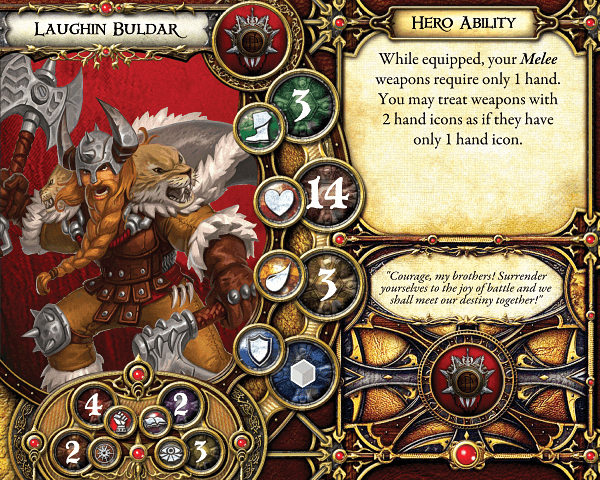 Laughin Buldar
Hero Ability
While equipped, your Melee
weapons require only 1 hand.
You may treat weapons with
2 hand icons as if they have
only 1 hand icon.
3
14
3
"Courage, my brothers! Surrender
yourselves to the joy of battle and we
shall meet our destiny together!"
4 2
2 3